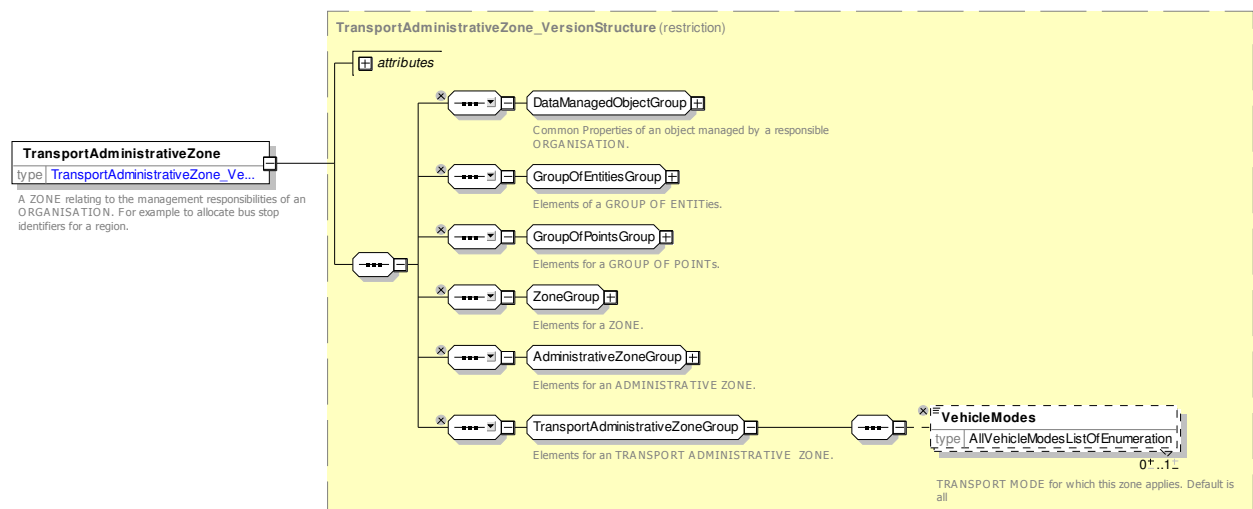 TransportAdministrativeZone_VersionStructure (restriction)
attributes
DataManagedObjectGroup
Common Properties of an object managed by a responsible
ORGANISATION.
TransportAdministrativeZone
type TransportAdministrativeZone_Ve...
A ZONE relating to the management responsibilities of an
ORGANISATION. For example to allocate bus stop
identifiers for a region.
GroupOfEntitiesGroup
Elements of a GROUP OF ENTITies.
GroupOfPointsGroup
Elements for a GROUP OF POINTs.
ZoneGroup
Elements for a ZONE.
AdministrativeZoneGroup
Elements for an ADMINISTRATIVE ZONE.
TransportAdministrativeZoneGroup
Elements for an TRANSPORT ADMINISTRATIVE ZONE.
VehicleModes
type AllVehicleModesListOfEnumeration
0..1
TRANSPORT MODE for which this zone applies. Default is
all